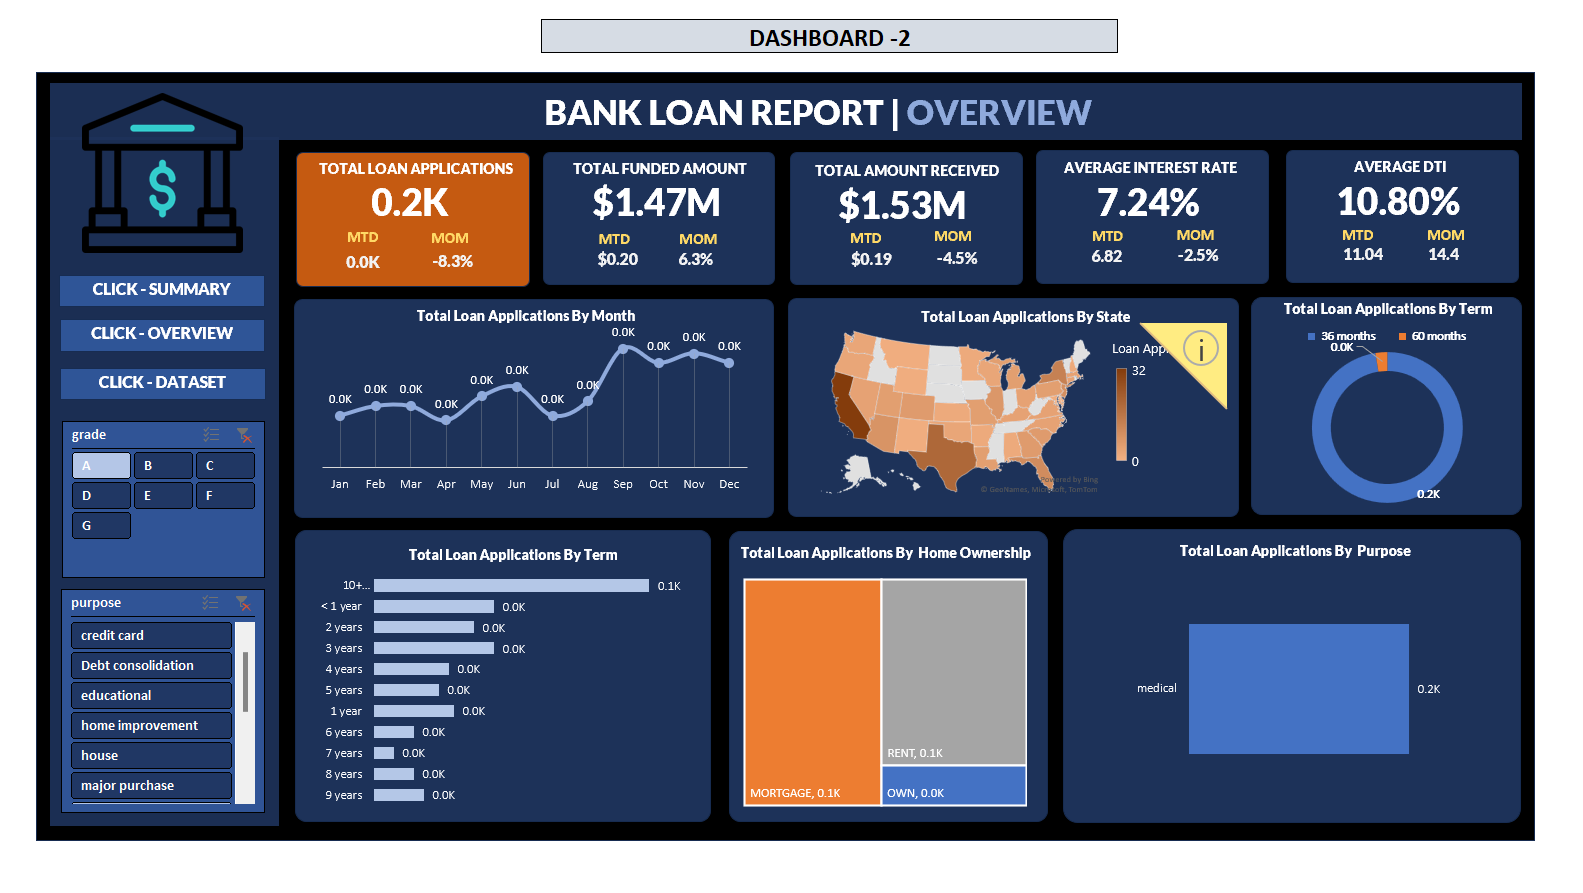 DASHBOARD -2
BANK LOAN REPORT | OVERVIEW
$
TOTAL LOAN APPLICATIONS
0.2K
MTD MOM
0.0K -8.3%
TOTAL FUNDED AMOUNT
$1.47M
MTD MOM
$0.20 6.3%
TOTAL AMOUNT RECEIVED
$1.53M
MTD MOM
$0.19 -4.5%
AVERAGE INTEREST RATE
7.24%
MTD MOM
6.82 -2.5%
AVERAGE DTI
10.80%
MTD MOM
11.04 14.4
CLICK - SUMMARY
CLICK - OVERVIEW
CLICK - DATASET
grade
A B C
D E F
G
purpose
credit card
Debt consolidation
educational
home improvement
house
major purchase
Total Loan Applications By Month
0.0K 0.0K 0.0K 0.0K 0.0K 0.0K 0.0K 0.0K 0.0K 0.0K 0.0K 0.0K
Jan Feb Mar Apr May Jun Jul Aug Sep Oct Nov Dec
Total Loan Applications By State
Loan Appl
i
32
0
Powered by Bing
© GeoNames, Microsoft, TomTom
Total Loan Applications By Term
36 months 60 months
0.0K
0.2K
Total Loan Applications By Term
10+... 0.1K
< 1 year 0.0K
2 years 0.0K
3 years 0.0K
4 years 0.0K
5 years 0.0K
1 year 0.0K
6 years 0.0K
7 years 0.0K
8 years 0.0K
9 years 0.0K
Total Loan Applications By Home Ownership
RENT, 0.1K
MORTGAGE, 0.1K
OWN, 0.0K
Total Loan Applications By Purpose
medical 0.2K